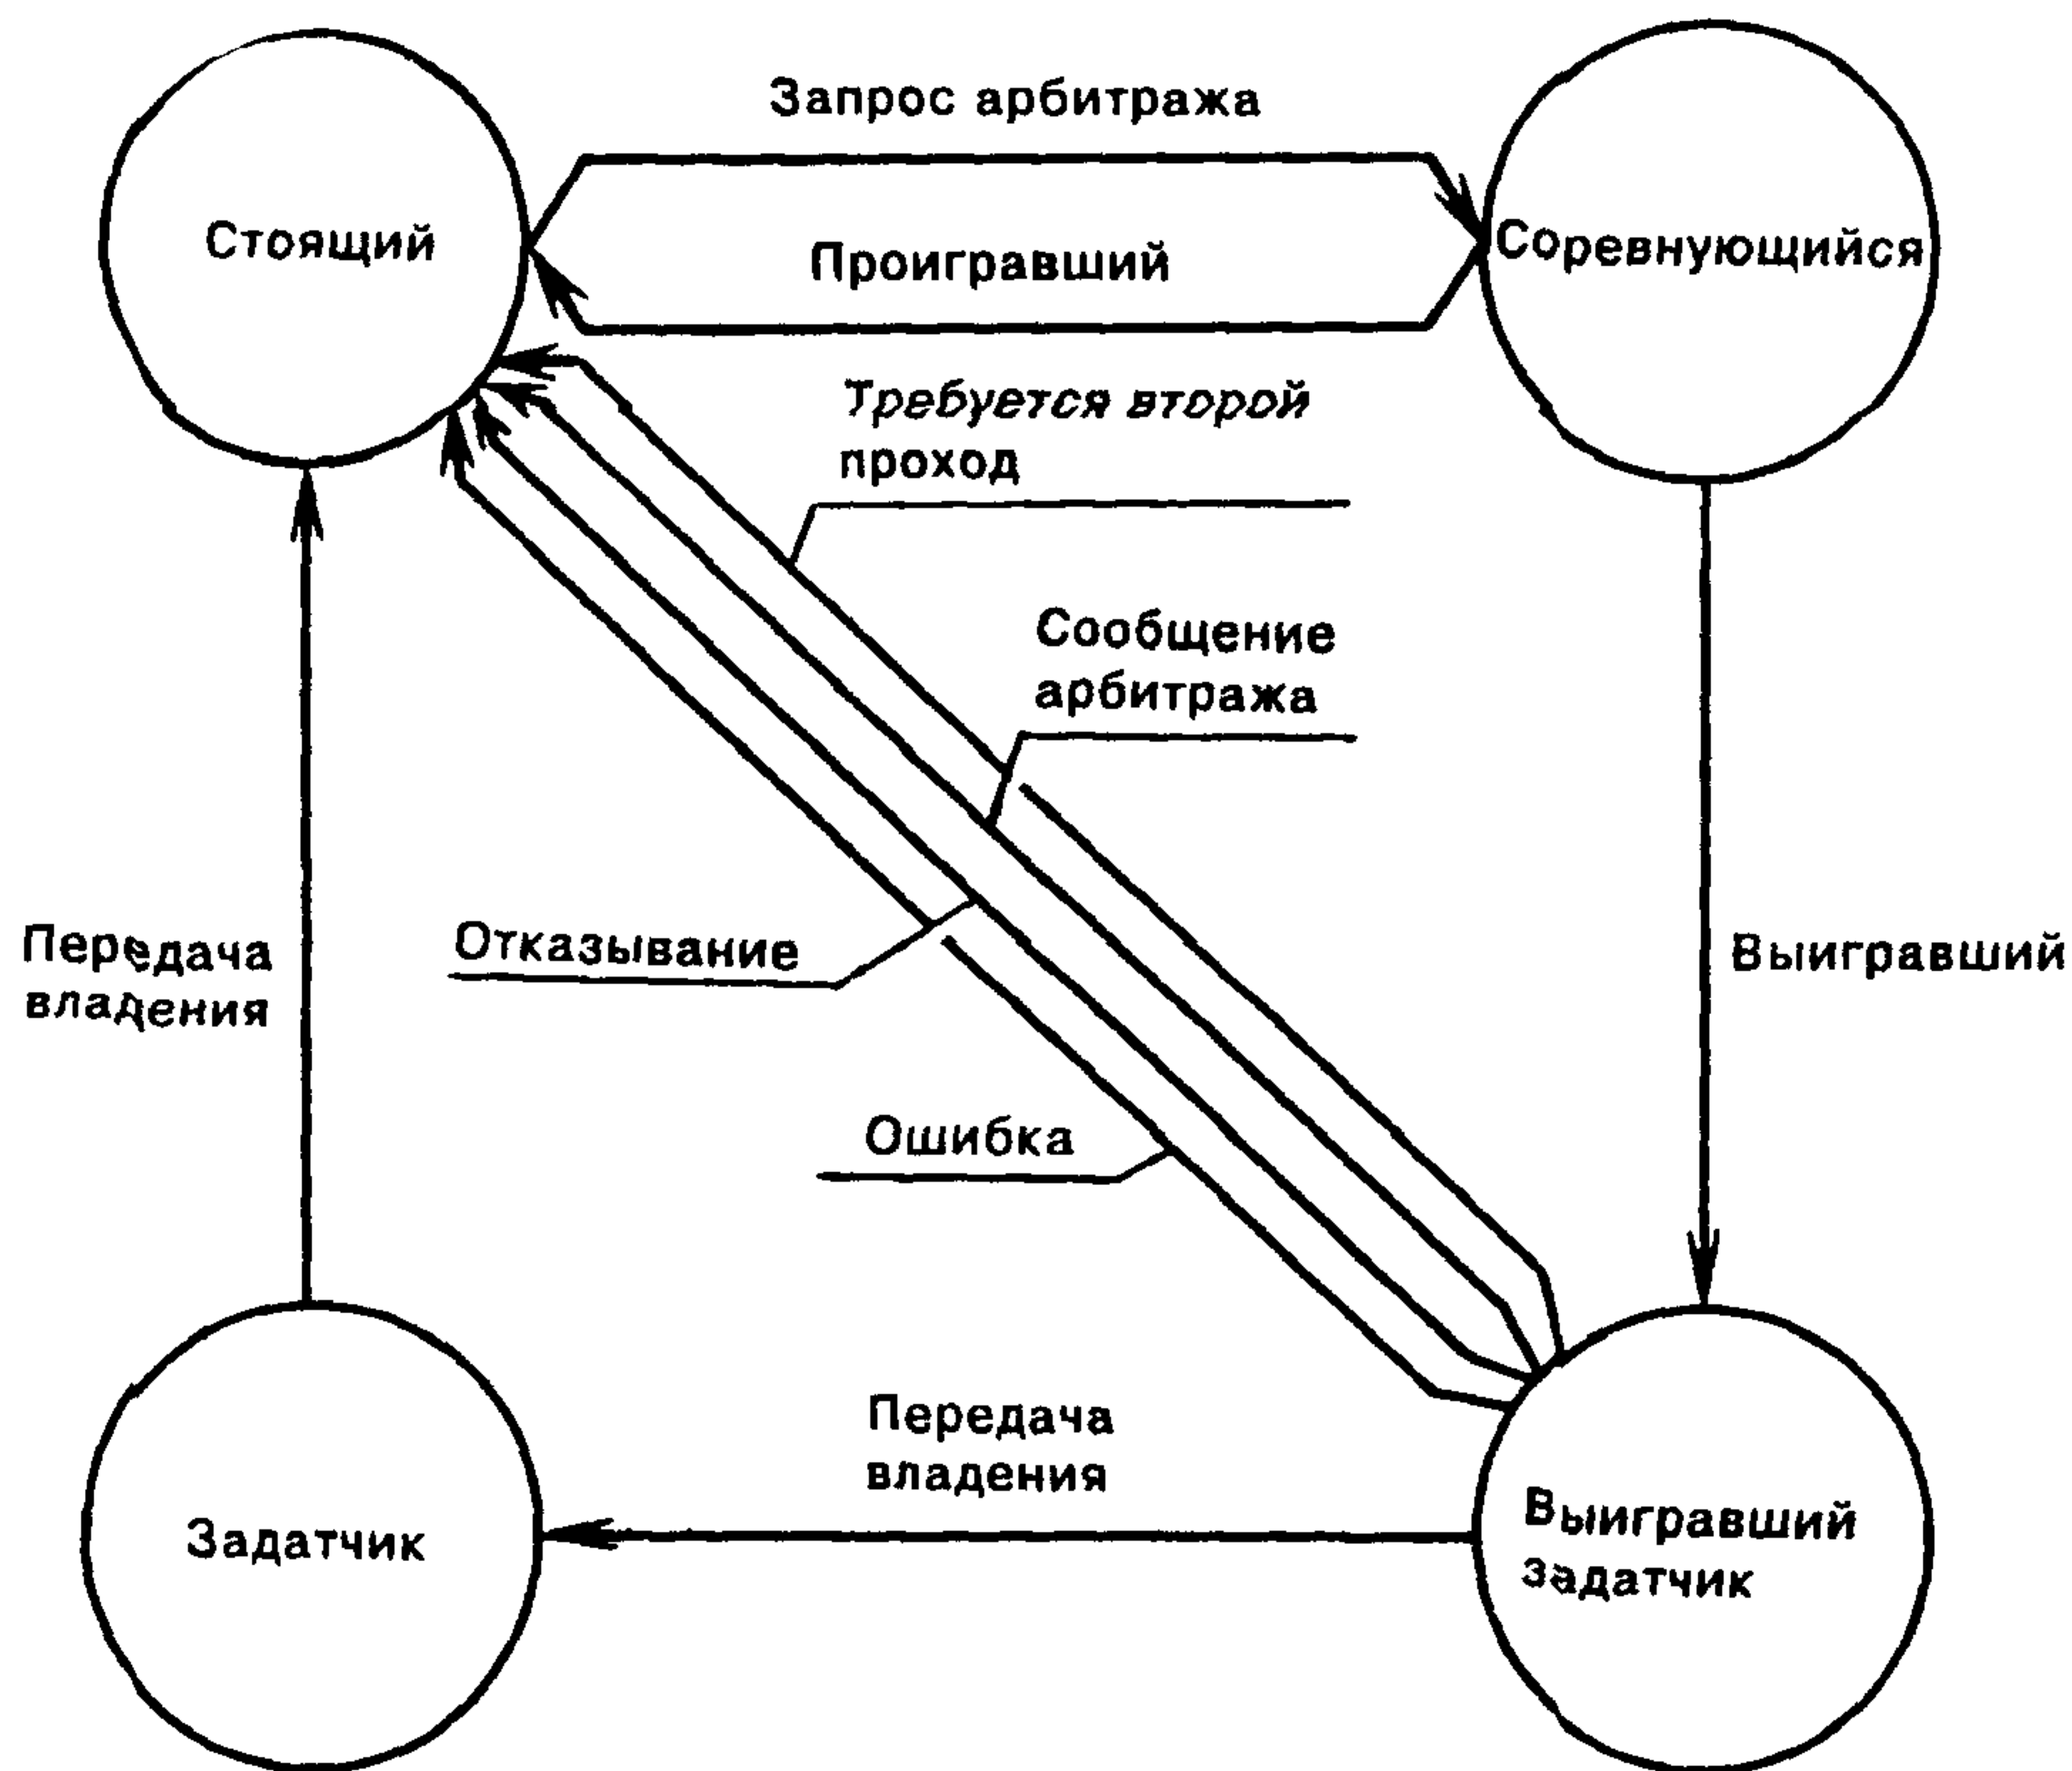 Запрос арбитража
Стоящий
Проигравший
Соревнующийся
Требуется второй
проход
Сообщение
арбитража
Передача
владения
Отказывание
Выигравший
Ошибка
Передача
владения
Задатчик
Выигравший
задатчик